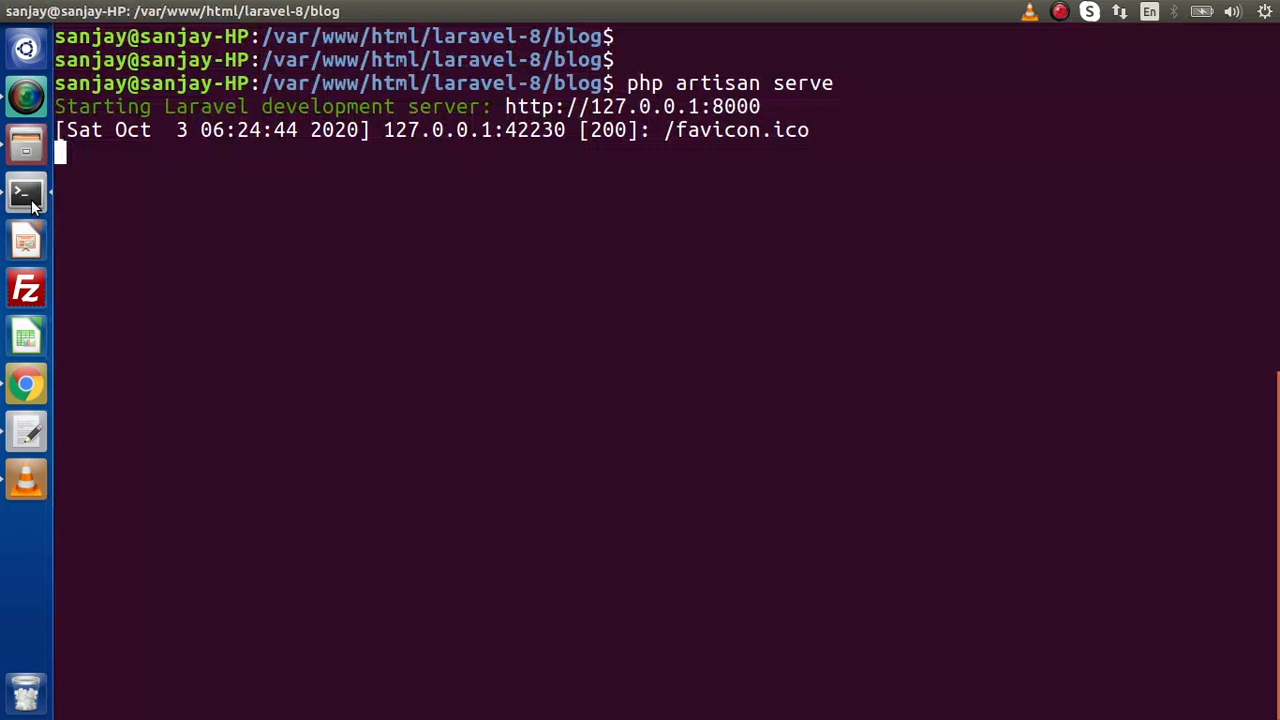 sanjay@sanjay-HP: /var/www/html/laravel-8/blog
S
En
sanjay@sanjay-HP:/var/www/html/laravel-8/blog$
sanjay@sanjay-HP:/var/www/html/laravel-8/blog$
sanjay@sanjay-HP:/var/www/html/laravel-8/blog$ php artisan serve
Starting Laravel development server: http://127.0.0.1:8000
[Sat Oct  3 06:24:44 2020] 127.0.0.1:42230 [200]: /favicon.ico
>_
FZ